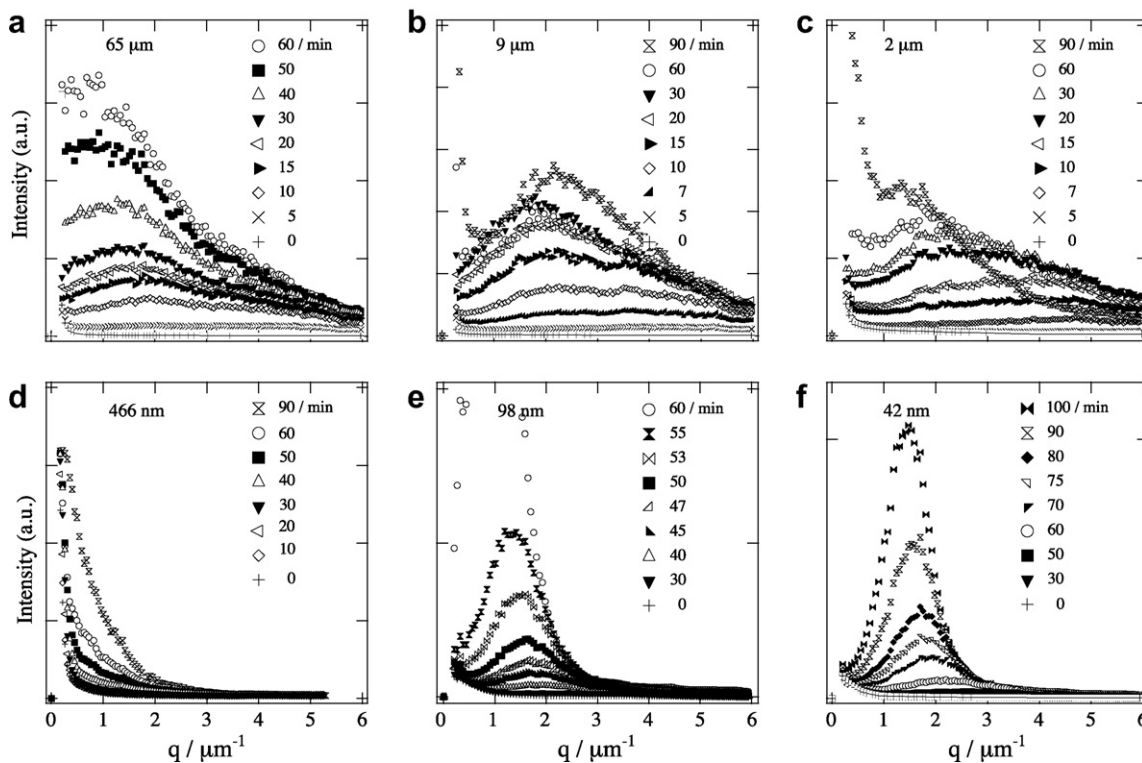 a
65 μm
60 / min
50
40
30
20
15
10
5
0
Intensity (a.u.)
b
9 μm
90 / min
60
30
20
15
10
7
5
0
c
2 μm
90 / min
60
30
20
15
10
7
5
0
d
466 nm
90 / min
60
50
40
30
20
10
0
Intensity (a.u.)
0 1 2 3 4 5 6
q / μm⁻¹
e
98 nm
60 / min
55
53
50
47
45
40
30
0
0 1 2 3 4 5 6
q / μm⁻¹
f
42 nm
100 / min
90
80
75
70
60
50
30
0
0 1 2 3 4 5 6
q / μm⁻¹